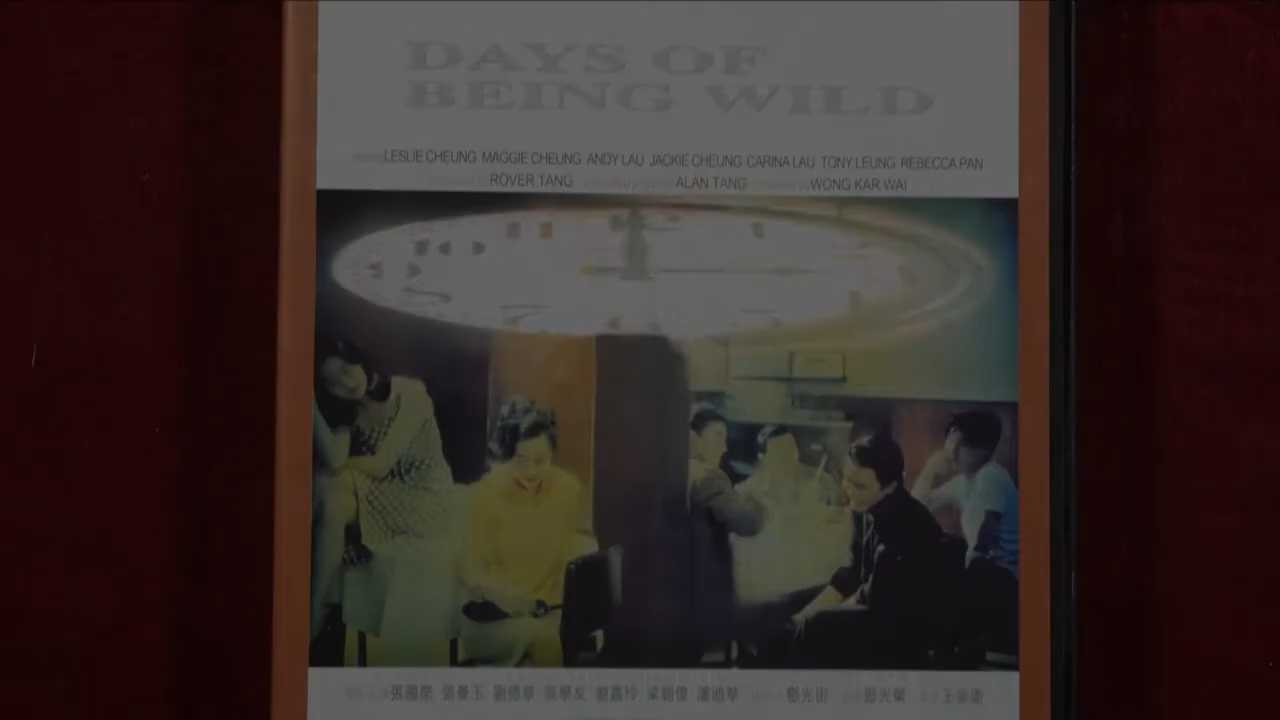 DAYS OF
BEING WILD
LESLIE CHEUNG MAGGIE CHEUNG ANDY LAU JACKIE CHEUNG CARINA LAU TONY LEUNG REBECCA PAN
ROVER TANG ALAN TANG WONG KAR WAI
張國榮 張曼玉 劉德華 張學友 劉嘉玲 梁朝偉 潘迪華 鄧光宙 鄧光榮 王家衛